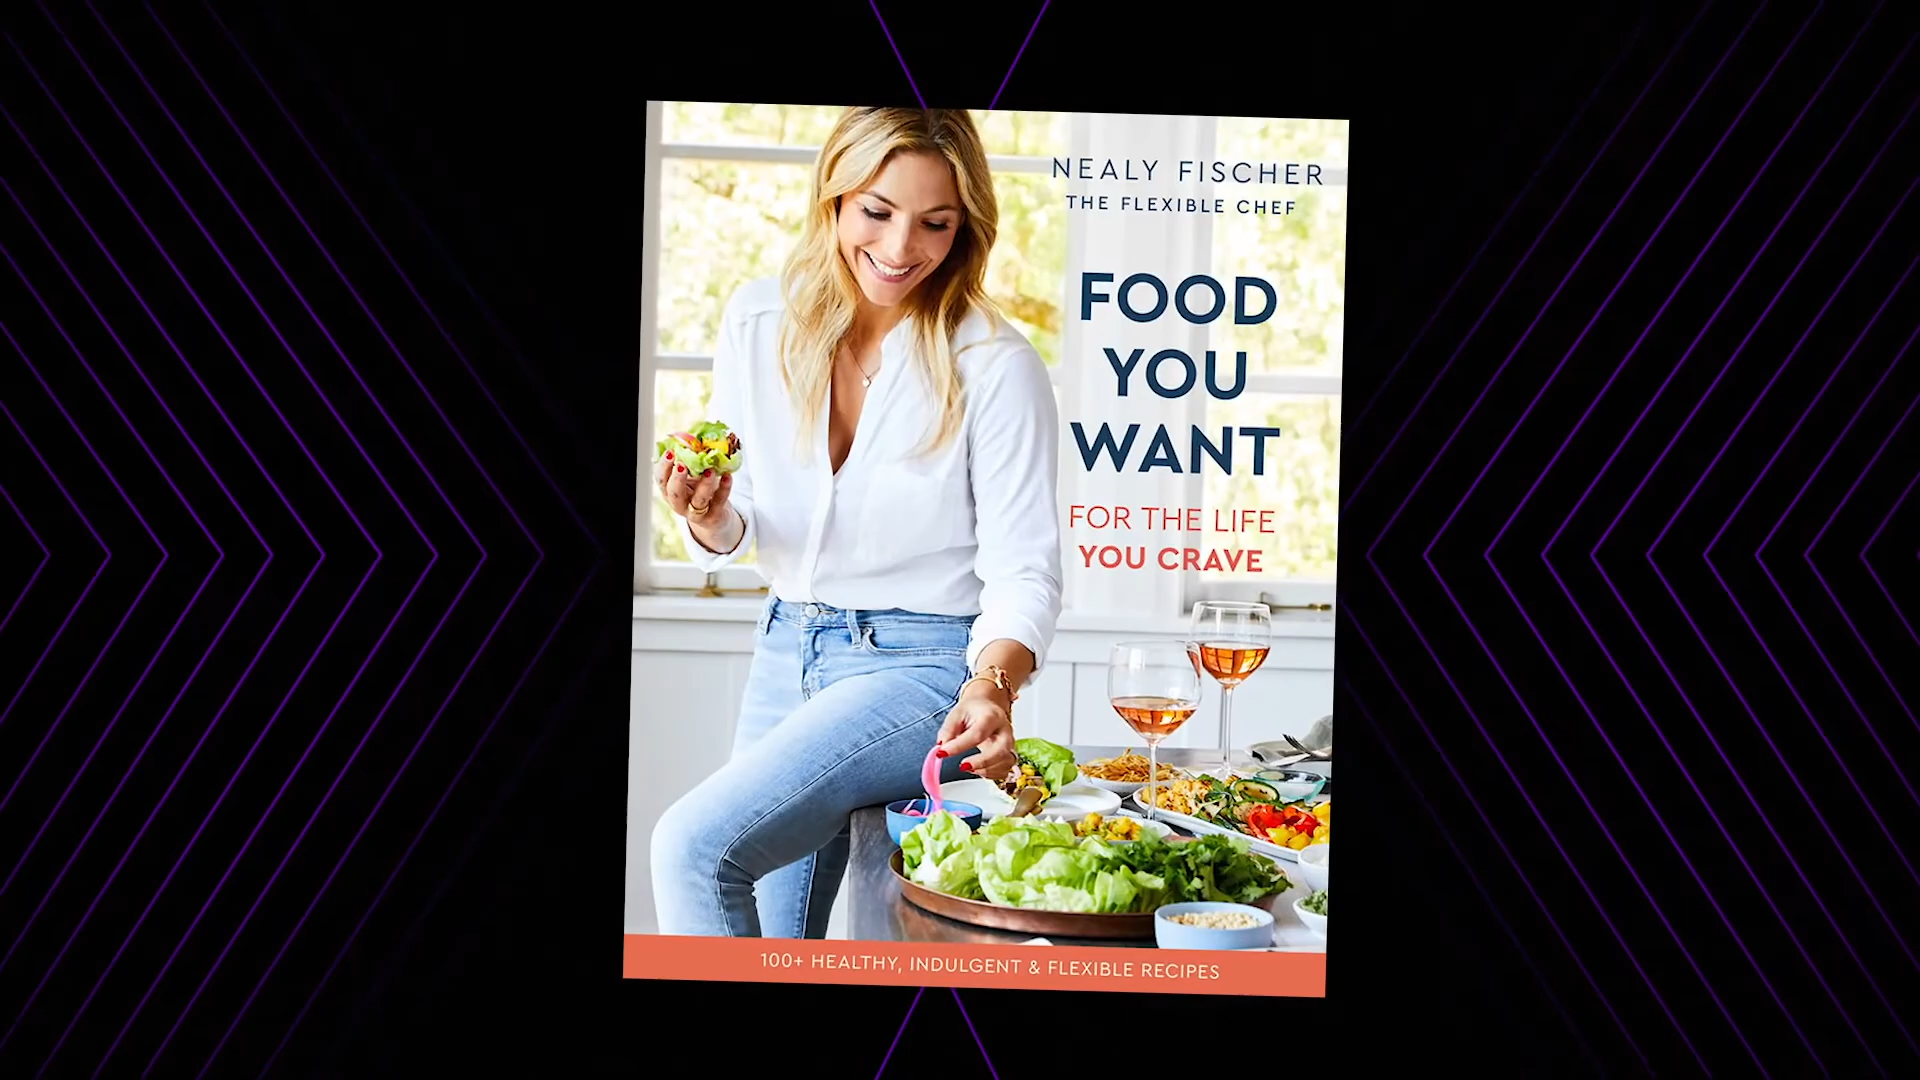 NEALY FISCHER
THE FLEXIBLE CHEF
FOOD
YOU
WANT
FOR THE LIFE
YOU CRAVE
100+ HEALTHY, INDULGENT & FLEXIBLE RECIPES